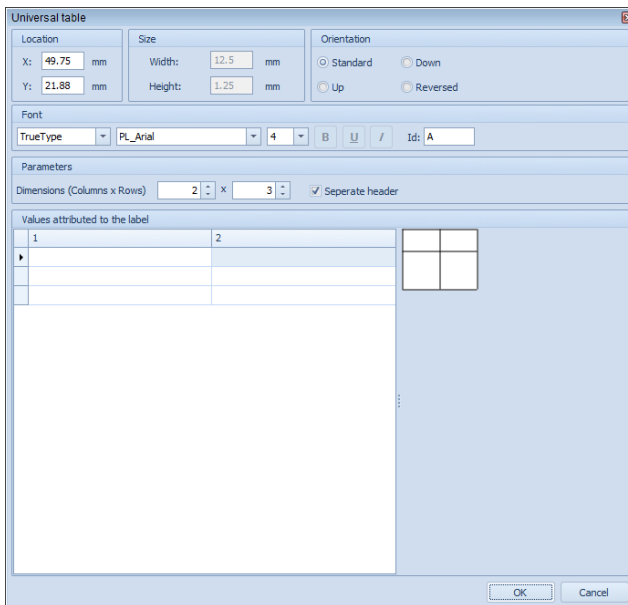 Universal table
Location
Size
Orientation
X: 49.75 mm
Width: 12.5 mm
Standard
Down
Y: 21.88 mm
Height: 1.25 mm
Up
Reversed
Font
TrueType PL_Arial 4 B U I Id: A
Parameters
Dimensions (Columns x Rows) 2 x 3 Seperate header
Values attributed to the label
1 2
OK Cancel